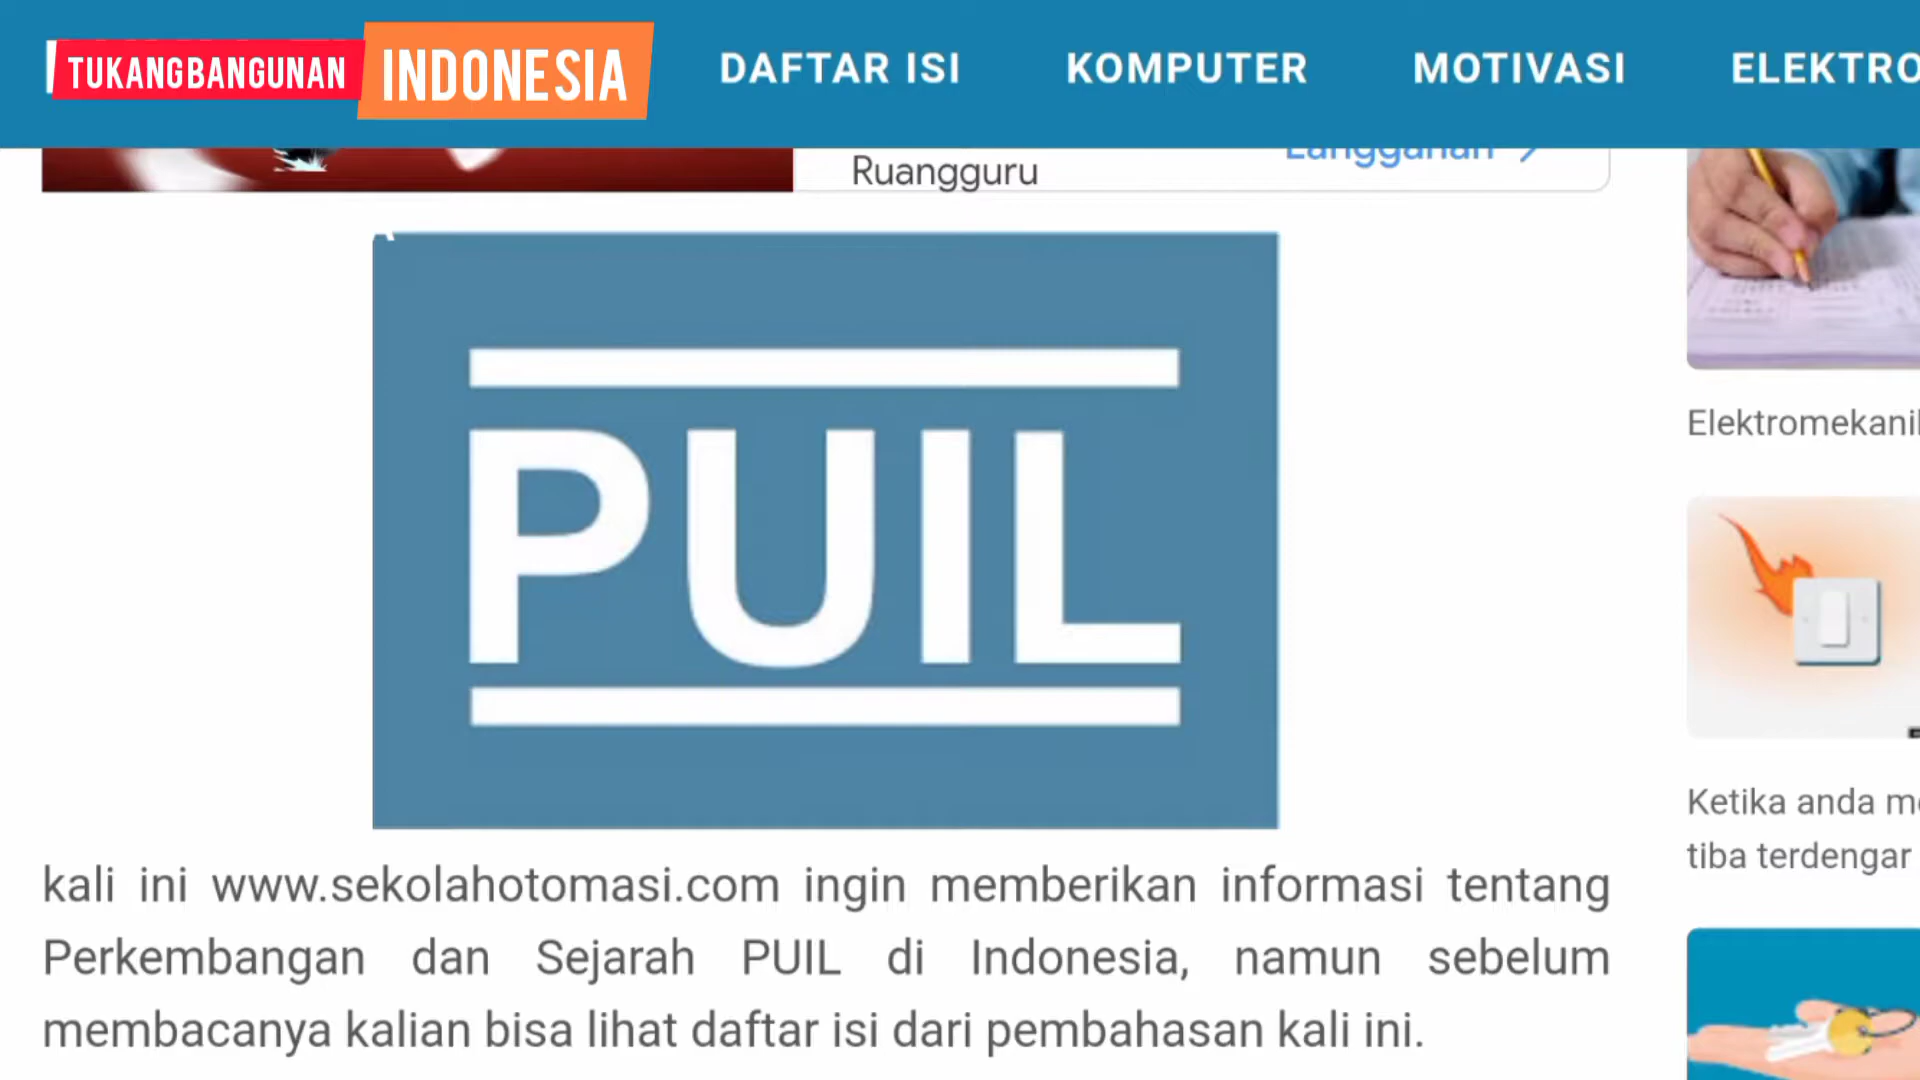 TUKANGBANGUNAN INDONESIA
DAFTAR ISI KOMPUTER MOTIVASI
Langganan
Ruangguru
PUIL
kali ini www.sekolahotomasi.com ingin memberikan informasi tentang
Perkembangan dan Sejarah PUIL di Indonesia, namun sebelum
membacanya kalian bisa lihat daftar isi dari pembahasan kali ini.
Ketika anda
tiba terdengar